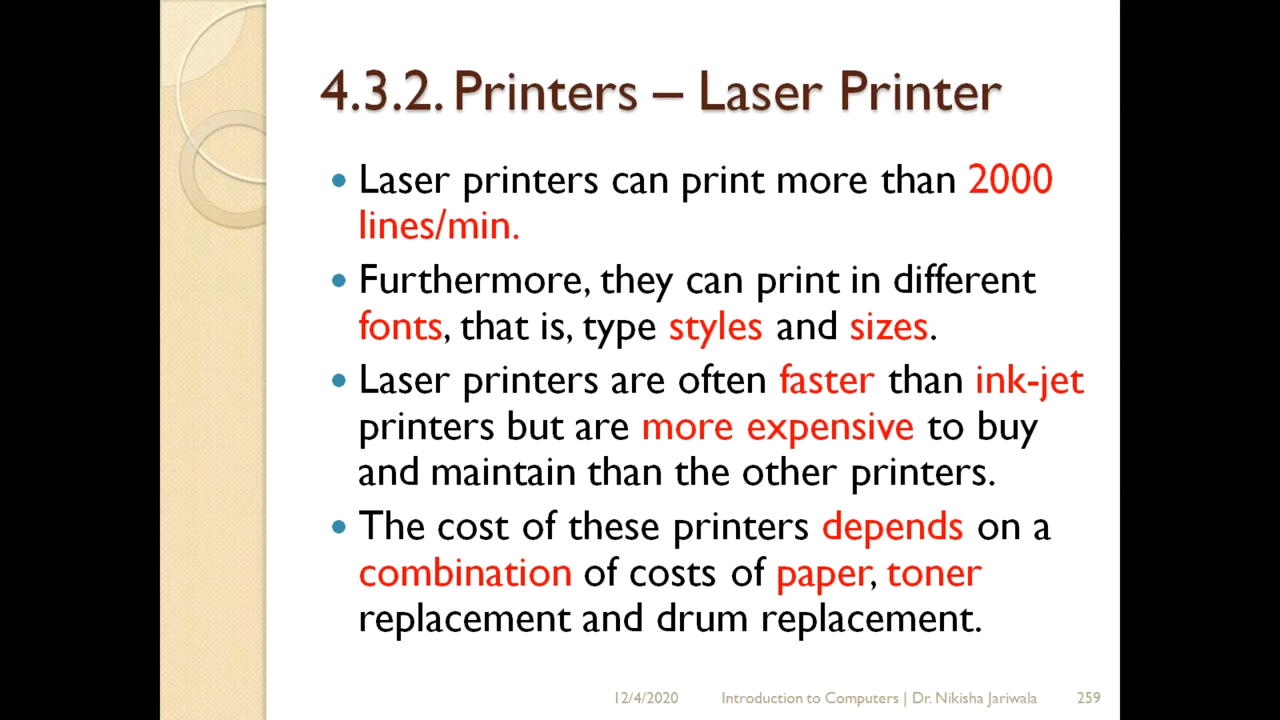 4.3.2. Printers – Laser Printer
• Laser printers can print more than 2000
lines/min.
• Furthermore, they can print in different
fonts, that is, type styles and sizes.
• Laser printers are often faster than ink-jet
printers but are more expensive to buy
and maintain than the other printers.
• The cost of these printers depends on a
combination of costs of paper, toner
replacement and drum replacement.
12/4/2020 Introduction to Computers | Dr. Nikisha Jariwala 259